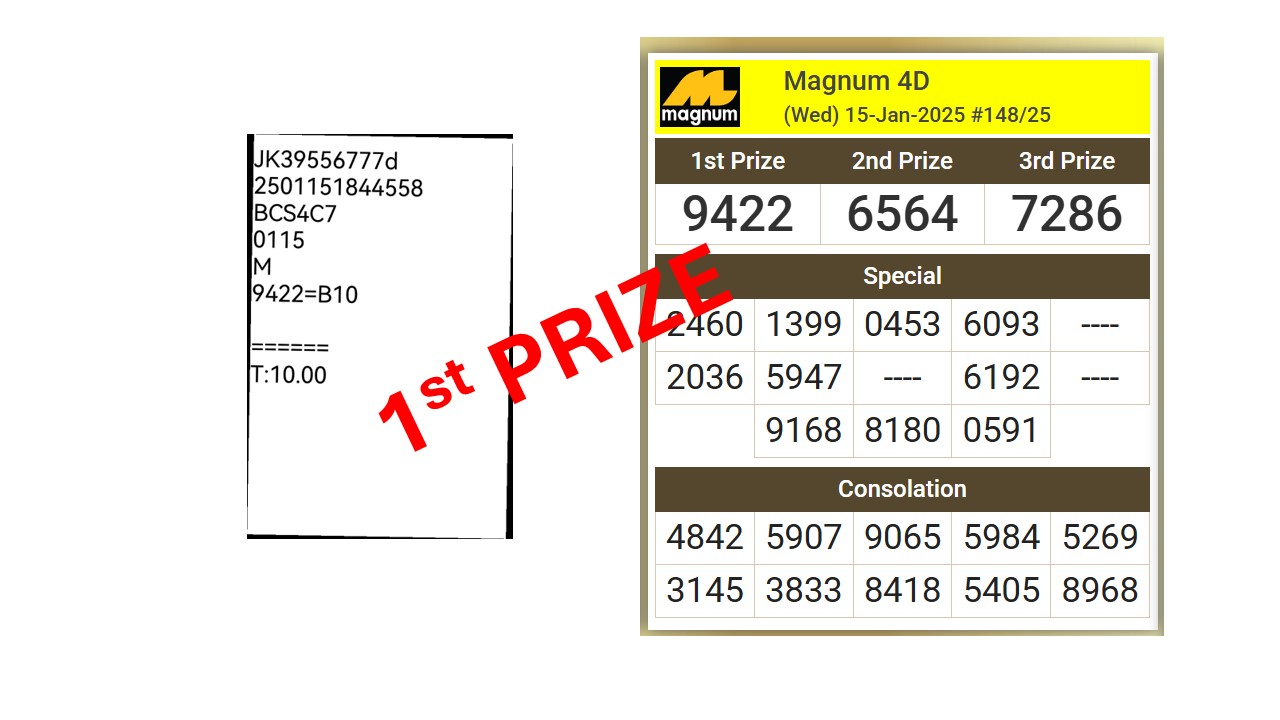 JK39556777d
2501151844558
BCS4C7
0115
M
9422=B10
======
T:10.00
1st PRIZE
magnum
Magnum 4D
(Wed) 15-Jan-2025 #148/25
1st Prize 2nd Prize 3rd Prize
9422 6564 7286
Special
2460 1399 0453 6093 ----
2036 5947 ---- 6192 ----
9168 8180 0591
Consolation
4842 5907 9065 5984 5269
3145 3833 8418 5405 8968